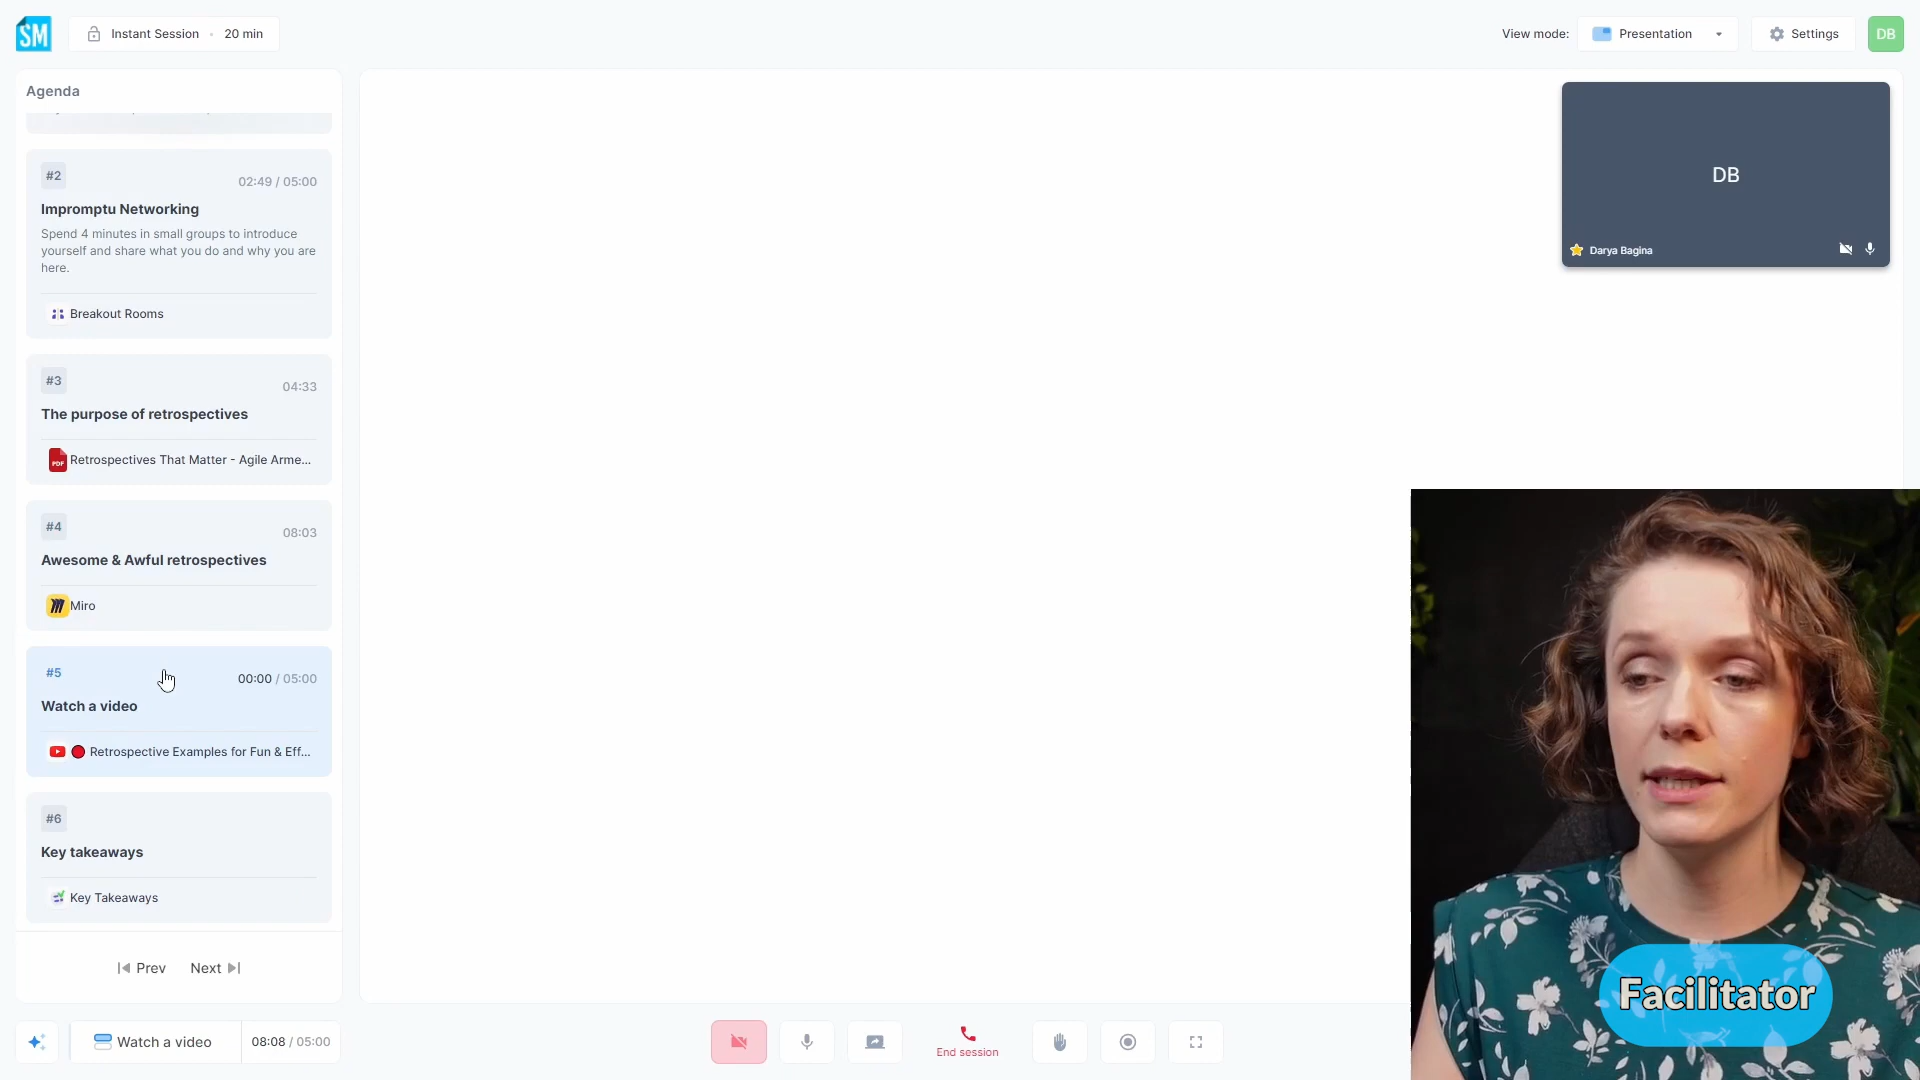 SM
Instant Session · 20 min
View mode:
Presentation
Settings
DB
Agenda
#2
02:49 / 05:00
Impromptu Networking
Spend 4 minutes in small groups to introduce
yourself and share what you do and why you are
here.
Breakout Rooms
#3
04:33
The purpose of retrospectives
PDF
Retrospectives That Matter - Agile Arme...
#4
08:03
Awesome & Awful retrospectives
Miro
#5
00:00 / 05:00
Watch a video
Retrospective Examples for Fun & Eff...
#6
Key takeaways
Key Takeaways
Prev
Next
Watch a video
08:08 / 05:00
End session
DB
Darya Bagina
Facilitator